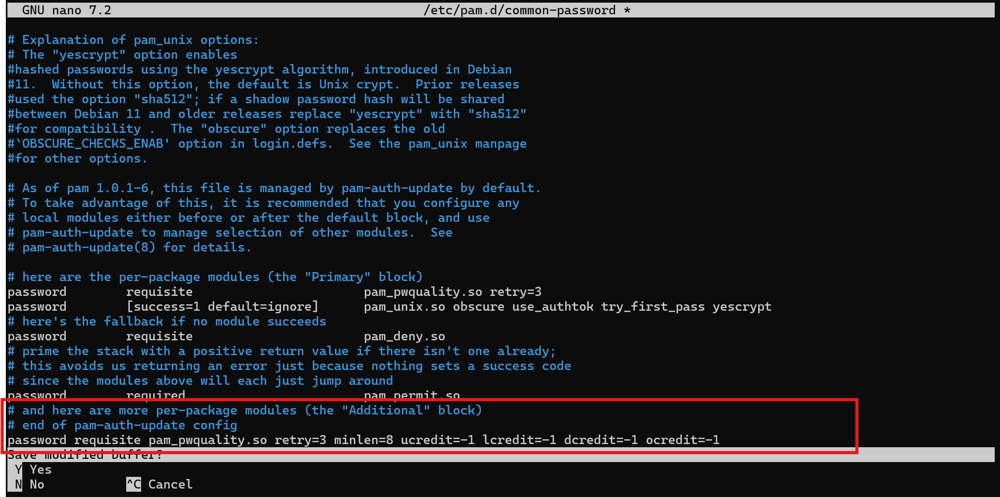 GNU nano 7.2 /etc/pam.d/common-password *
# Explanation of pam_unix options:
# The "yescrypt" option enables
#hashed passwords using the yescrypt algorithm, introduced in Debian
#11.  Without this option, the default is Unix crypt.  Prior releases
#used the option "sha512"; if a shadow password hash will be shared
#between Debian 11 and older releases replace "yescrypt" with "sha512"
#for compatibility .  The "obscure" option replaces the old
#`OBSCURE_CHECKS_ENAB' option in login.defs.  See the pam_unix manpage
#for other options.
# As of pam 1.0.1-6, this file is managed by pam-auth-update by default.
# To take advantage of this, it is recommended that you configure any
# local modules either before or after the default block, and use
# pam-auth-update to manage selection of other modules.  See
# pam-auth-update(8) for details.
# here are the per-package modules (the "Primary" block)
password        requisite                       pam_pwquality.so retry=3
password        [success=1 default=ignore]      pam_unix.so obscure use_authtok try_first_pass yescrypt
# here's the fallback if no module succeeds
password        requisite                       pam_deny.so
# prime the stack with a positive return value if there isn't one already;
# this avoids us returning an error just because nothing sets a success code
# since the modules above will each just jump around
password        required                        pam_permit.so
# and here are more per-package modules (the "Additional" block)
# end of pam-auth-update config
password requisite pam_pwquality.so retry=3 minlen=8 ucredit=-1 lcredit=-1 dcredit=-1 ocredit=-1
Save modified buffer?
Y Yes
N No           ^C Cancel